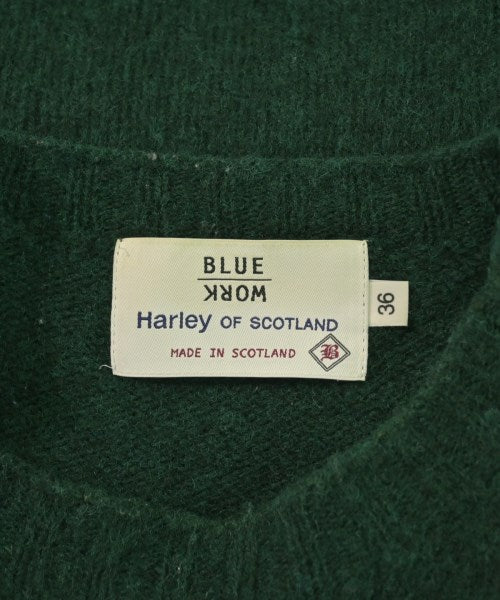 BLUE
WORK
Harley OF SCOTLAND
MADE IN SCOTLAND
B
36